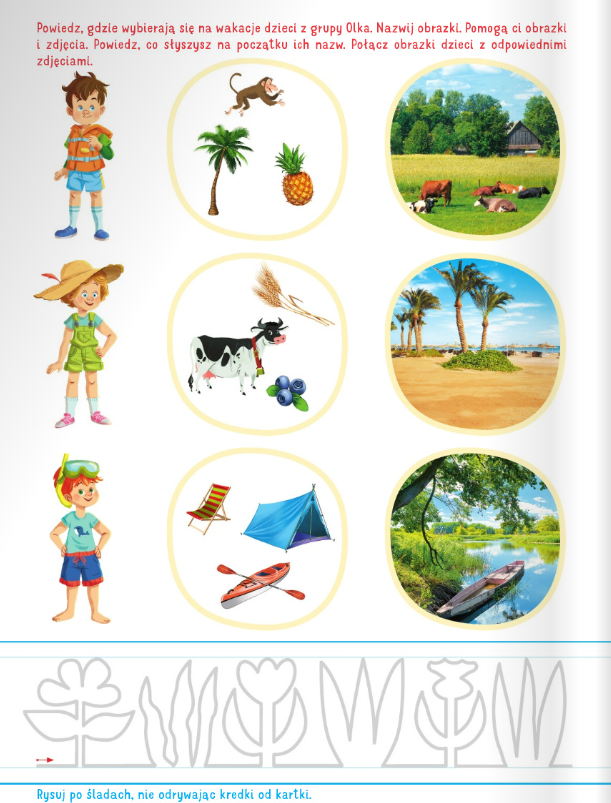 Powiedz, gdzie wybierają się na wakacje dzieci z grupy Olka. Nazwij obrazki. Pomogą ci obrazki
i zdjęcia. Powiedz, co słyszysz na początku ich nazw. Połącz obrazki dzieci z odpowiednimi
zdjęciami.
Rysuj po śladach, nie odrywając kredki od kartki.